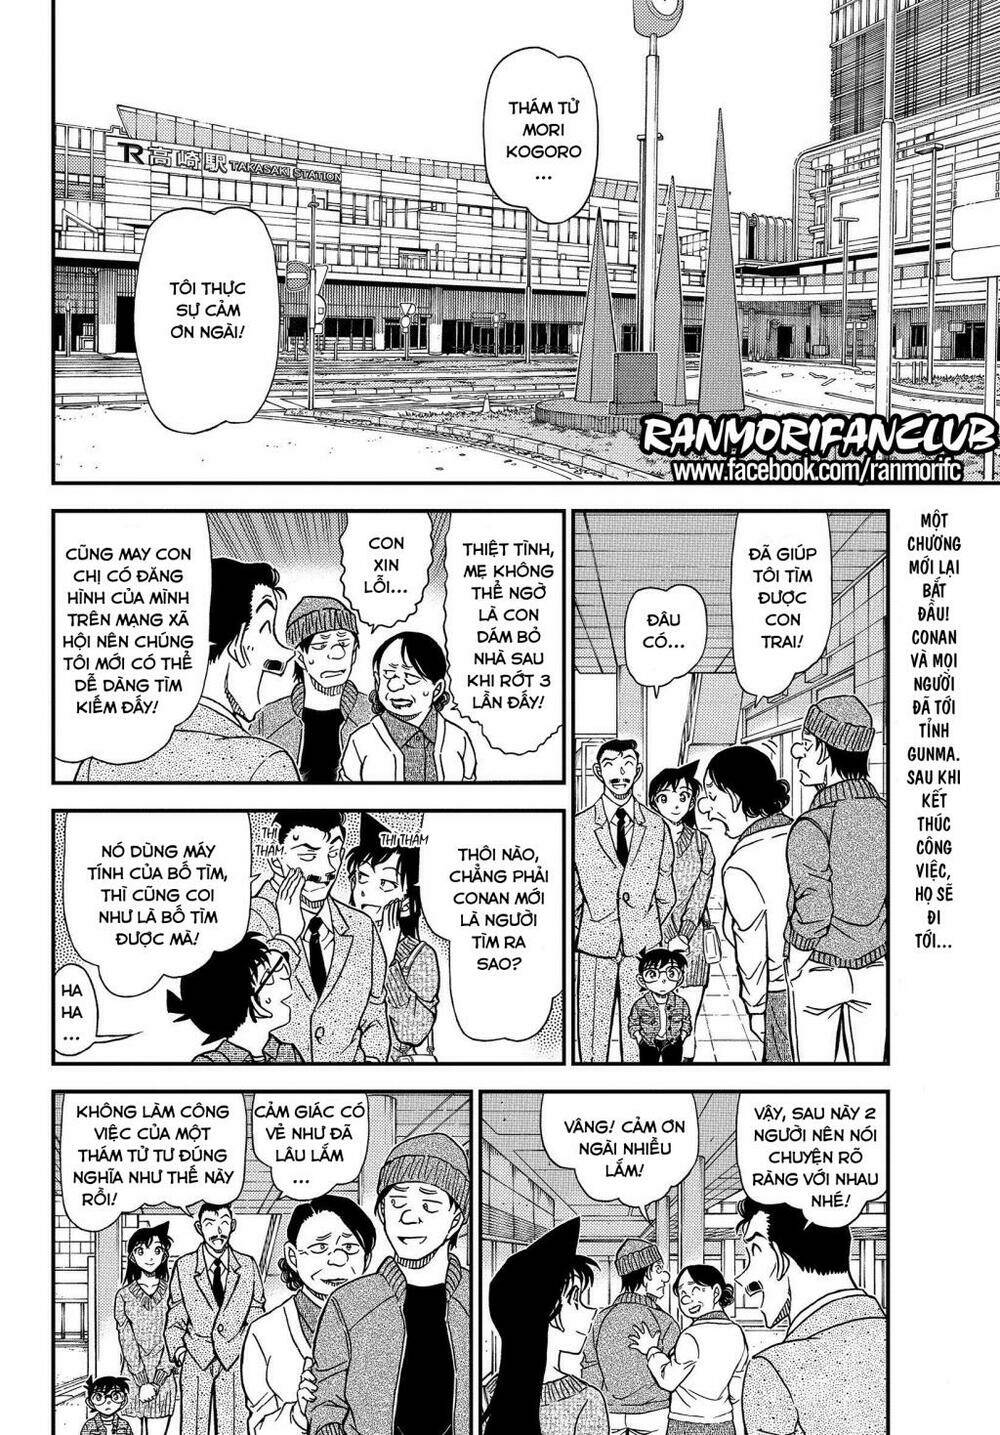 THÁM TỬ
MORI
KOGORO
...
TR高崎駅 TAKASAKI STATION
TÔI THỰC
SỰ CẢM
ƠN NGÀI!
RANMORIFANCLUB
www.facebook.com/ranmorifc
MỘT
CHƯƠNG
MỚI LẠI
BẮT
ĐẦU!
CONAN
VÀ MỌI
NGƯỜI
ĐÃ TỚI
TỈNH
GUNMA.
SAU KHI
KẾT
THÚC
CÔNG
VIỆC,
HỌ SẼ
ĐI
TỚI...
ĐÃ GIÚP
TÔI TÌM
ĐƯỢC
CON
TRAI!
ĐÂU
CÓ...
THIỆT TÌNH,
MẸ KHÔNG
THỂ NGỜ
LÀ CON
DÁM BỎ
NHÀ SAU
KHI RỚT 3
LẦN ĐẤY!
CON
XIN
LỖI...
CŨNG MAY CON
CHỊ CÓ ĐĂNG
HÌNH CỦA MÌNH
TRÊN MẠNG XÃ
HỘI NÊN CHÚNG
TÔI MỚI CÓ THỂ
DỄ DÀNG TÌM
KIẾM ĐẤY!
THÔI NÀO,
CHẲNG PHẢI
CONAN MỚI
LÀ NGƯỜI
TÌM RA
SAO?
THÌ THẦM
THÌ
THẦM
NÓ DÙNG MÁY
TÍNH CỦA BỐ TÌM,
THÌ CŨNG COI
NHƯ LÀ BỐ TÌM
ĐƯỢC MÀ!
HA
HA
...
VẬY, SAU NÀY 2
NGƯỜI NÊN NÓI
CHUYỆN RÕ
RÀNG VỚI NHAU
NHÉ!
VÂNG! CẢM ƠN
NGÀI NHIỀU
LẮM!
CẢM GIÁC CÓ
VẺ NHƯ ĐÃ
LÂU LẮM
...
KHÔNG LÀM CÔNG
VIỆC CỦA MỘT
THÁM TỬ TƯ ĐÚNG
NGHĨA NHƯ THẾ NÀY
RỒI!